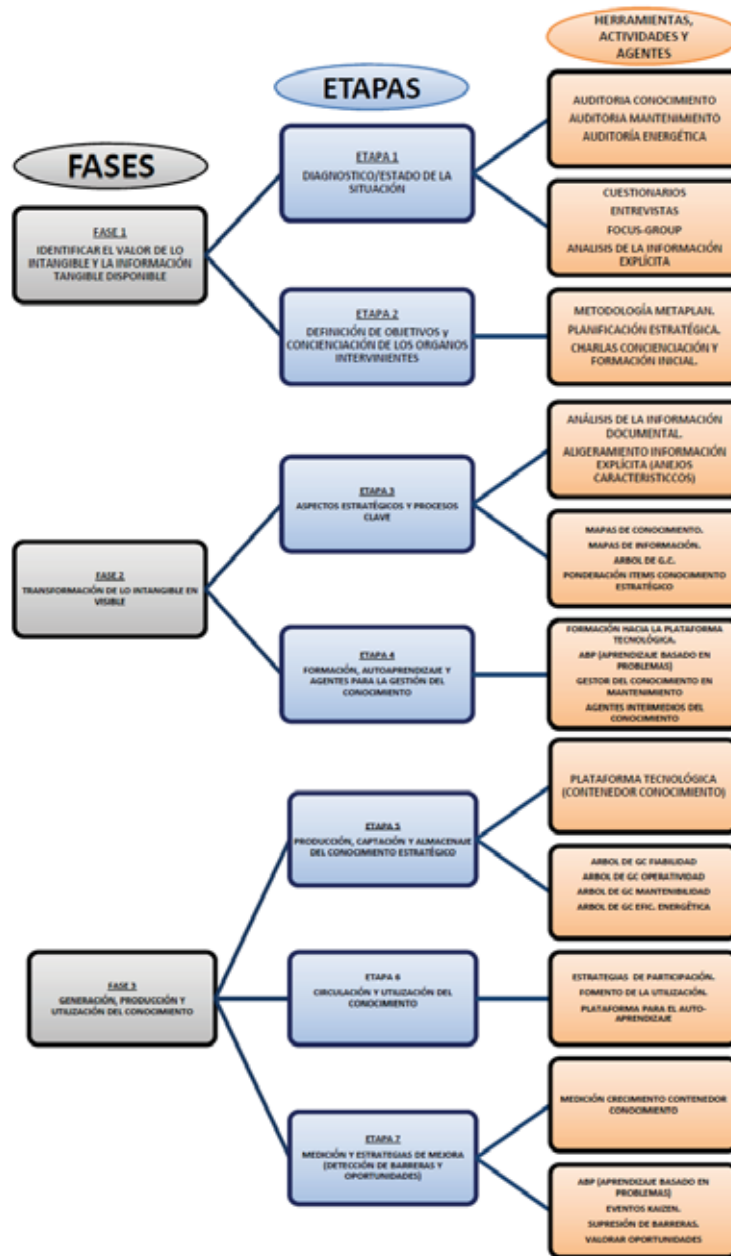 HERRAMIENTAS,
ACTIVIDADES Y
AGENTES
ETAPAS
FASES
FASE 1
IDENTIFICAR EL VALOR DE LO
INTANGIBLE Y LA INFORMACIÓN
TANGIBLE DISPONIBLE
ETAPA 1
DIAGNOSTICO/ESTADO DE LA
SITUACIÓN
AUDITORIA CONOCIMIENTO
AUDITORIA MANTENIMIENTO
AUDITORÍA ENERGÉTICA
CUESTIONARIOS
ENTREVISTAS
FOCUS-GROUP
ANALISIS DE LA INFORMACIÓN
EXPLÍCITA
ETAPA 2
DEFINICIÓN DE OBJETIVOS y
CONCIENCIACIÓN DE LOS ORGANOS
INTERVINIENTES
METODOLOGÍA METAPLAN.
PLANIFICACIÓN ESTRATÉGICA.
CHARLAS CONCIENCIACIÓN Y
FORMACIÓN INICIAL.
FASE 2
TRANSFORMACIÓN DE LO INTANGIBLE EN
VISIBLE
ETAPA 3
ASPECTOS ESTRATÉGICOS Y PROCESOS
CLAVE
ANÁLISIS DE LA INFORMACIÓN
DOCUMENTAL.
ALIGERAMIENTO INFORMACIÓN
EXPLÍCITA (ANEJOS
CARACTERISTICCOS)
MAPAS DE CONOCIMIENTO.
MAPAS DE INFORMACIÓN.
ARBOL DE G.C.
PONDERACIÓN ITEMS CONOCIMIENTO
ESTRATÉGICO
ETAPA 4
FORMACIÓN, AUTOAPRENDIZAJE Y
AGENTES PARA LA GESTIÓN DEL
CONOCIMIENTO
FORMACIÓN HACIA LA PLATAFORMA
TECNOLÓGICA.
ABP (APRENDIZAJE BASADO EN
PROBLEMAS)
GESTOR DEL CONOCIMIENTO EN
MANTENIMIENTO
AGENTES INTERMEDIOS DEL
CONOCIMIENTO
FASE 3
GENERACIÓN, PRODUCCIÓN Y
UTILIZACIÓN DEL CONOCIMIENTO
ETAPA 5
PRODUCCIÓN, CAPTACIÓN Y ALMACENAJE
DEL CONOCIMIENTO ESTRATÉGICO
PLATAFORMA TECNOLÓGICA
(CONTENEDOR CONOCIMIENTO)
ARBOL DE GC FIABILIDAD
ARBOL DE GC OPERATIVIDAD
ARBOL DE GC MANTENIBILIDAD
ARBOL DE GC EFIC. ENERGÉTICA
ETAPA 6
CIRCULACIÓN Y UTILIZACIÓN DEL
CONOCIMIENTO
ESTRATEGIAS DE PARTICIPACIÓN.
FOMENTO DE LA UTILIZACIÓN.
PLATAFORMA PARA EL AUTO-
APRENDIZAJE
ETAPA 7
MEDICIÓN Y ESTRATEGIAS DE MEJORA
(DETECCIÓN DE BARRERAS Y
OPORTUNIDADES)
MEDICIÓN CRECIMIENTO CONTENEDOR
CONOCIMIENTO
ABP (APRENDIZAJE BASADO EN
PROBLEMAS)
EVENTOS KAIZEN.
SUPRESIÓN DE BARRERAS.
VALORAR OPORTUNIDADES